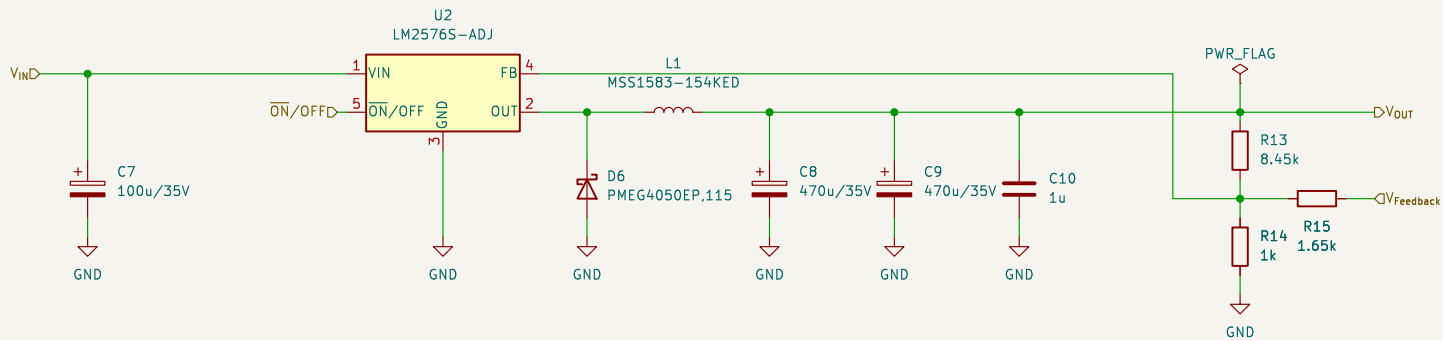 U2
LM2576S-ADJ
VIN
1
VIN
FB
4
L1
MSS1583-154KED
PWR_FLAG
ON/OFF
5
ON/OFF
GND
OUT
2
VOUT
3
R13
8.45k
C7
100u/35V
D6
PMEG4050EP,115
C8
470u/35V
C9
470u/35V
C10
1u
VFeedback
R15
1.65k
R14
1k
GND
GND
GND
GND
GND
GND
GND